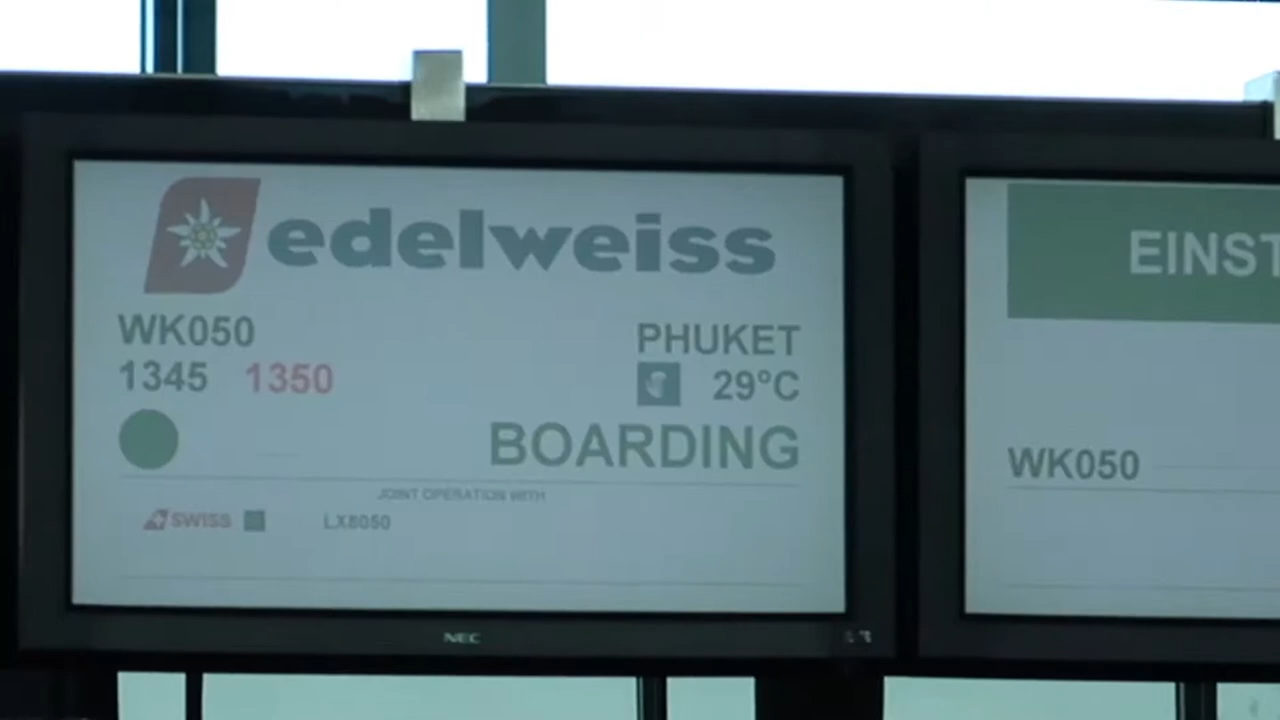 edelweiss
WK050
PHUKET
1345 1350
29°C
BOARDING
JOINT OPERATION WITH
SWISS LX8050
NEC
EINST
WK050